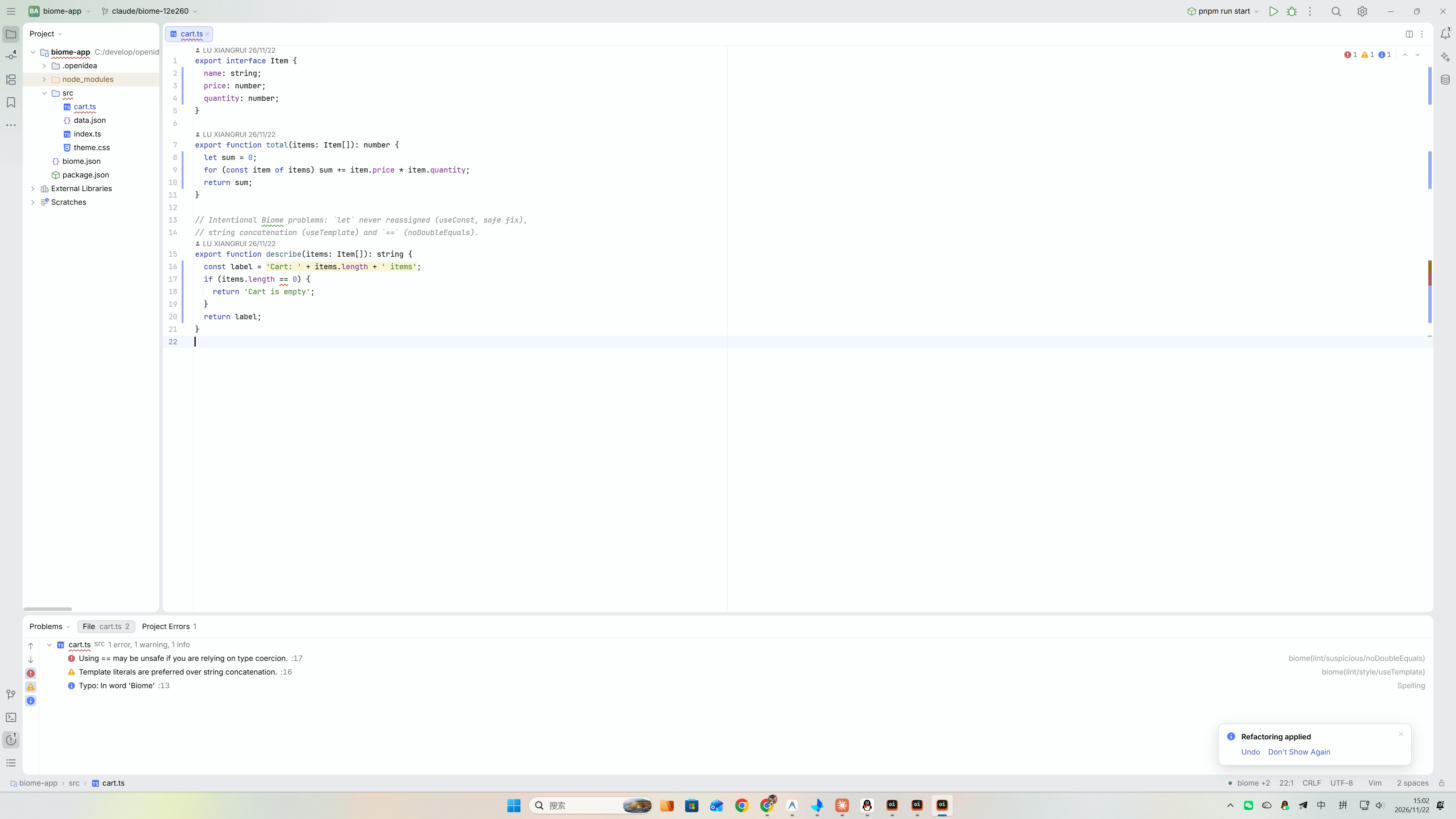 BA biome-app claude/biome-12e260 pnpm run start
Project
cart.ts
biome-app C:/develop/openid
.openidea
node_modules
src
cart.ts
data.json
index.ts
theme.css
biome.json
package.json
External Libraries
Scratches
1 1 1
LU XIANGRUI 26/11/22
1 export interface Item {
2 name: string;
3 price: number;
4 quantity: number;
5 }
6
LU XIANGRUI 26/11/22
7 export function total(items: Item[]): number {
8 let sum = 0;
9 for (const item of items) sum += item.price * item.quantity;
10 return sum;
11 }
12
13 // Intentional Biome problems: `let` never reassigned (useConst, safe fix),
14 // string concatenation (useTemplate) and `==` (noDoubleEquals).
LU XIANGRUI 26/11/22
15 export function describe(items: Item[]): string {
16 const label = 'Cart: ' + items.length + ' items';
17 if (items.length == 0) {
18 return 'Cart is empty';
19 }
20 return label;
21 }
22
Problems File cart.ts 2 Project Errors 1
cart.ts src 1 error, 1 warning, 1 info
Using == may be unsafe if you are relying on type coercion. :17 biome(lint/suspicious/noDoubleEquals)
Template literals are preferred over string concatenation. :16 biome(lint/style/useTemplate)
Typo: In word 'Biome' :13 Spelling
Refactoring applied
Undo Don't Show Again
biome-app › src › cart.ts biome +2 22:1 CRLF UTF-8 Vim 2 spaces
搜索
中 拼 15:02
2026/11/22